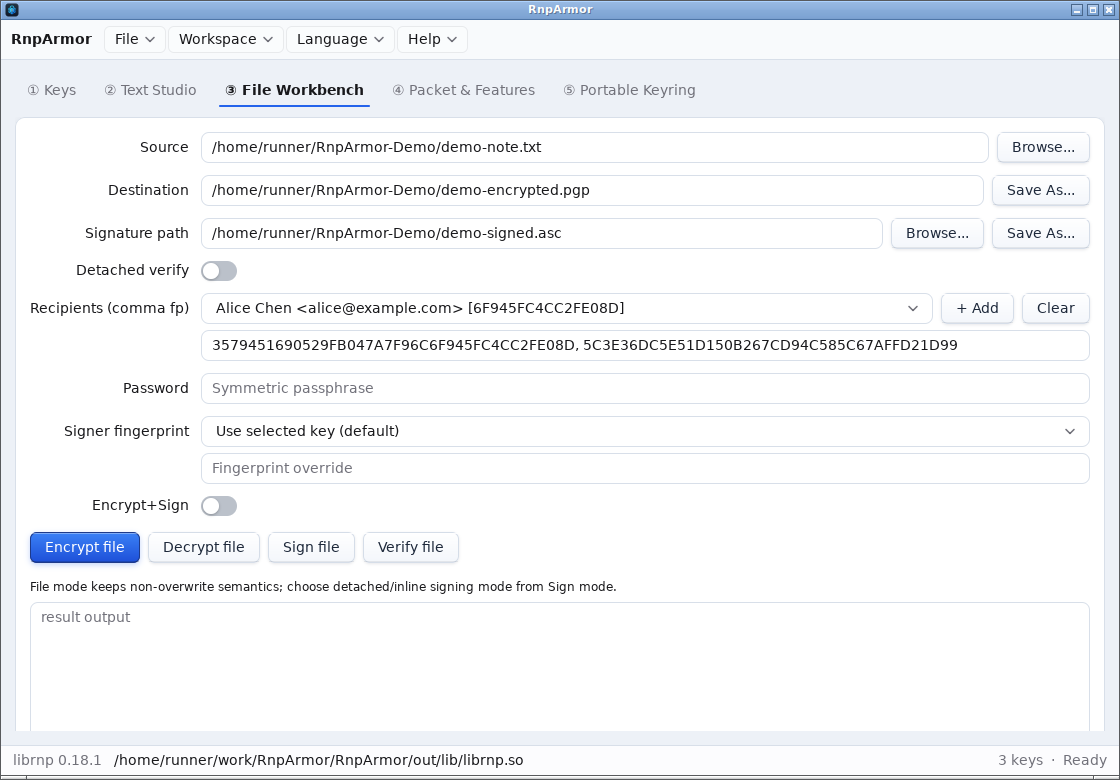 RnpArmor
RnpArmor File Workspace Language Help
① Keys ② Text Studio ③ File Workbench ④ Packet & Features ⑤ Portable Keyring
Source /home/runner/RnpArmor-Demo/demo-note.txt Browse...
Destination /home/runner/RnpArmor-Demo/demo-encrypted.pgp Save As...
Signature path /home/runner/RnpArmor-Demo/demo-signed.asc Browse... Save As...
Detached verify
Recipients (comma fp) Alice Chen <alice@example.com> [6F945FC4CC2FE08D] + Add Clear
3579451690529FB047A7F96C6F945FC4CC2FE08D, 5C3E36DC5E51D150B267CD94C585C67AFFD21D99
Password Symmetric passphrase
Signer fingerprint Use selected key (default)
Fingerprint override
Encrypt+Sign
Encrypt file Decrypt file Sign file Verify file
File mode keeps non-overwrite semantics; choose detached/inline signing mode from Sign mode.
result output
librnp 0.18.1 /home/runner/work/RnpArmor/RnpArmor/out/lib/librnp.so 3 keys · Ready